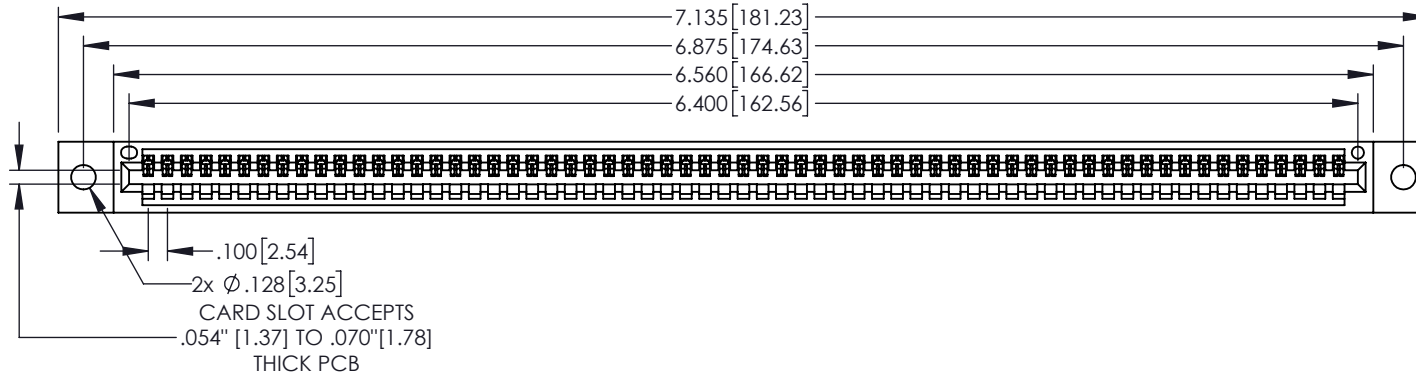 7.135[181.23]
6.875[174.63]
6.560[166.62]
6.400[162.56]
.100[2.54]
2x Ø.128[3.25]
CARD SLOT ACCEPTS
.054" [1.37] TO .070"[1.78]
THICK PCB